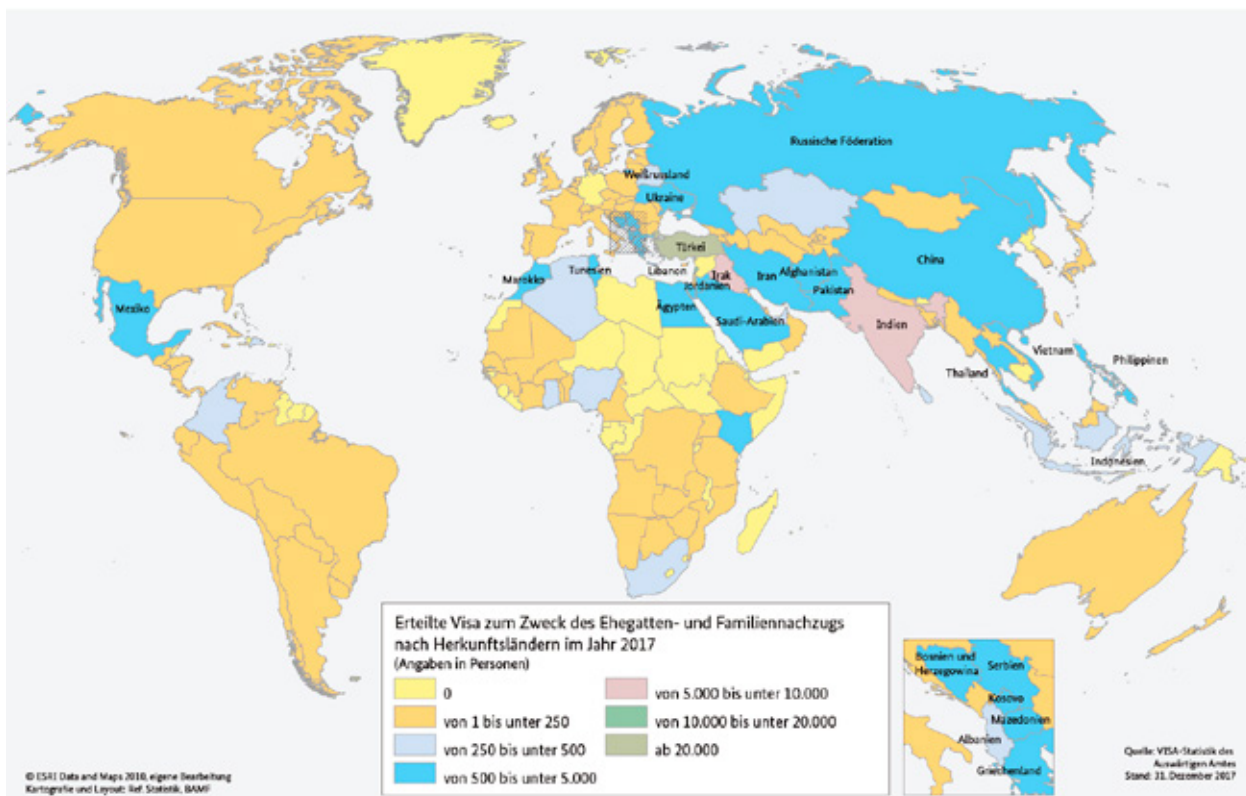 Russische Föderation
Weißrussland
Ukraine
Türkei
China
Mexiko
Marokko
Tunesien
Libanon
Irak
Iran
Afghanistan
Jordanien
Pakistan
Ägypten
Saudi-Arabien
Indien
Vietnam
Philippinen
Thailand
Indonesien
Erteilte Visa zum Zweck des Ehegatten- und Familiennachzugs
nach Herkunftsländern im Jahr 2017
(Angaben in Personen)
0
von 1 bis unter 250
von 250 bis unter 500
von 500 bis unter 5.000
von 5.000 bis unter 10.000
von 10.000 bis unter 20.000
ab 20.000
Bosnien und
Herzegowina
Serbien
Kosovo
Mazedonien
Albanien
Griechenland
© ESRI Data and Maps 2010, eigene Bearbeitung
Kartografie und Layout: Ref. Statistik, BAMF
Quelle: VISA-Statistik des
Auswärtigen Amtes
Stand: 31. Dezember 2017